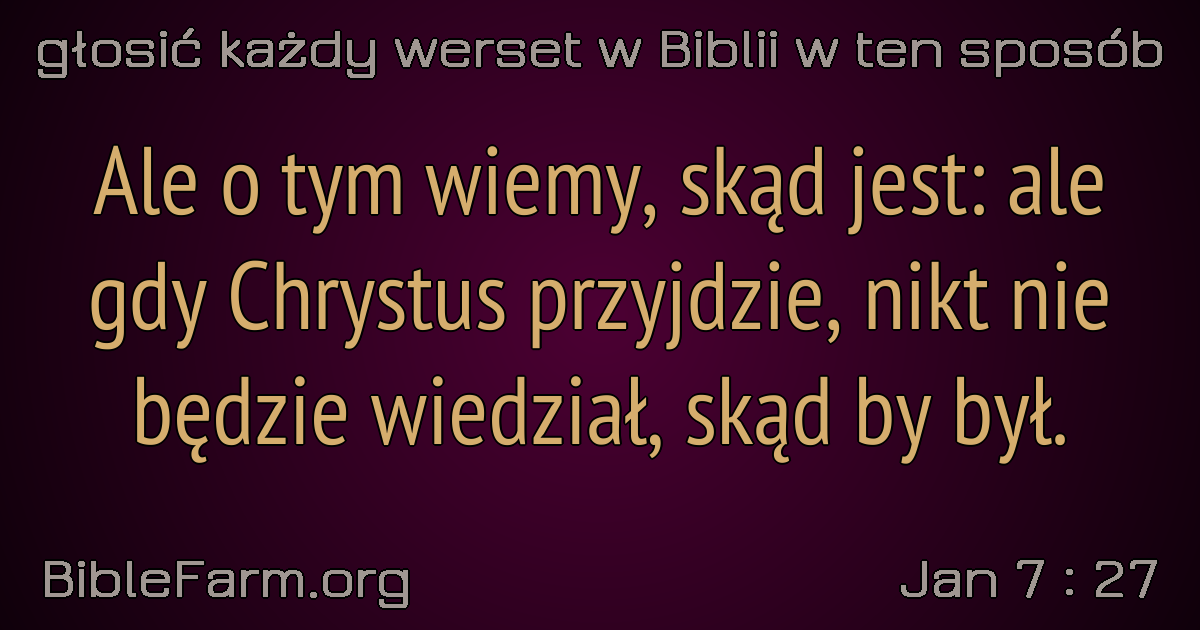 głosić każdy werset w Biblii w ten sposób
Ale o tym wiemy, skąd jest: ale
gdy Chrystus przyjdzie, nikt nie
będzie wiedział, skąd by był.
BibleFarm.org
Jan 7 : 27